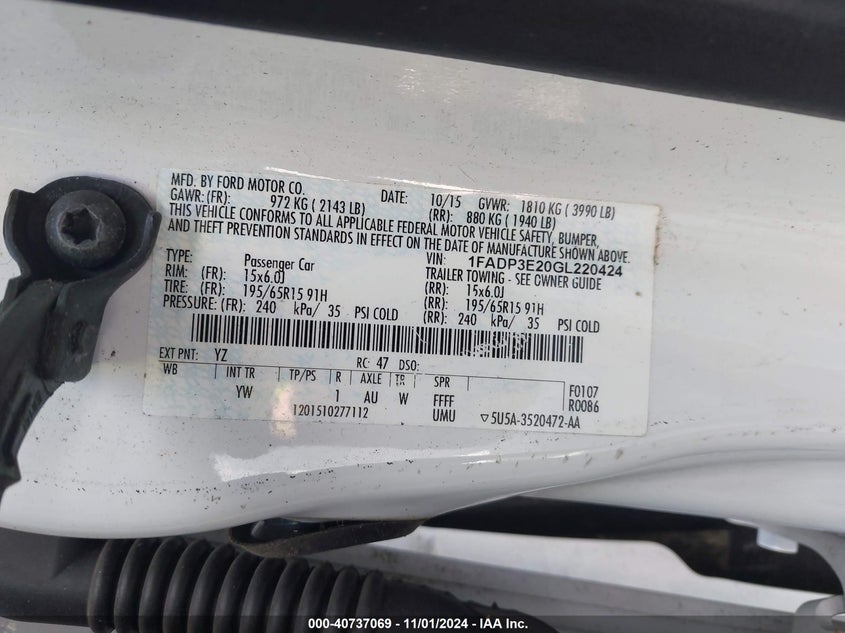 MFD. BY FORD MOTOR CO. DATE: 10/15 GVWR: 1810 KG ( 3990 LB)
GAWR:(FR): 972 KG ( 2143 LB) (RR): 880 KG ( 1940 LB)
THIS VEHICLE CONFORMS TO ALL APPLICABLE FEDERAL MOTOR VEHICLE SAFETY, BUMPER,
AND THEFT PREVENTION STANDARDS IN EFFECT ON THE DATE OF MANUFACTURE SHOWN ABOVE.
VIN: 1FADP3E20GL220424
TYPE: Passenger Car TRAILER TOWING - SEE OWNER GUIDE
RIM: (FR): 15x6.0J (RR): 15x6.0J
TIRE: (FR): 195/65R15 91H (RR): 195/65R15 91H
PRESSURE: (FR): 240 kPa/ 35 PSI COLD (RR): 240 kPa/ 35 PSI COLD
EXT PNT: YZ RC: 47 DSO:
WB INT TR TP/PS R AXLE TR SPR F0107
YW 1 AU W FFFF R0086
1201510277112 UMU ▽5U5A-3520472-AA
000-40737069 - 11/01/2024 - IAA Inc.